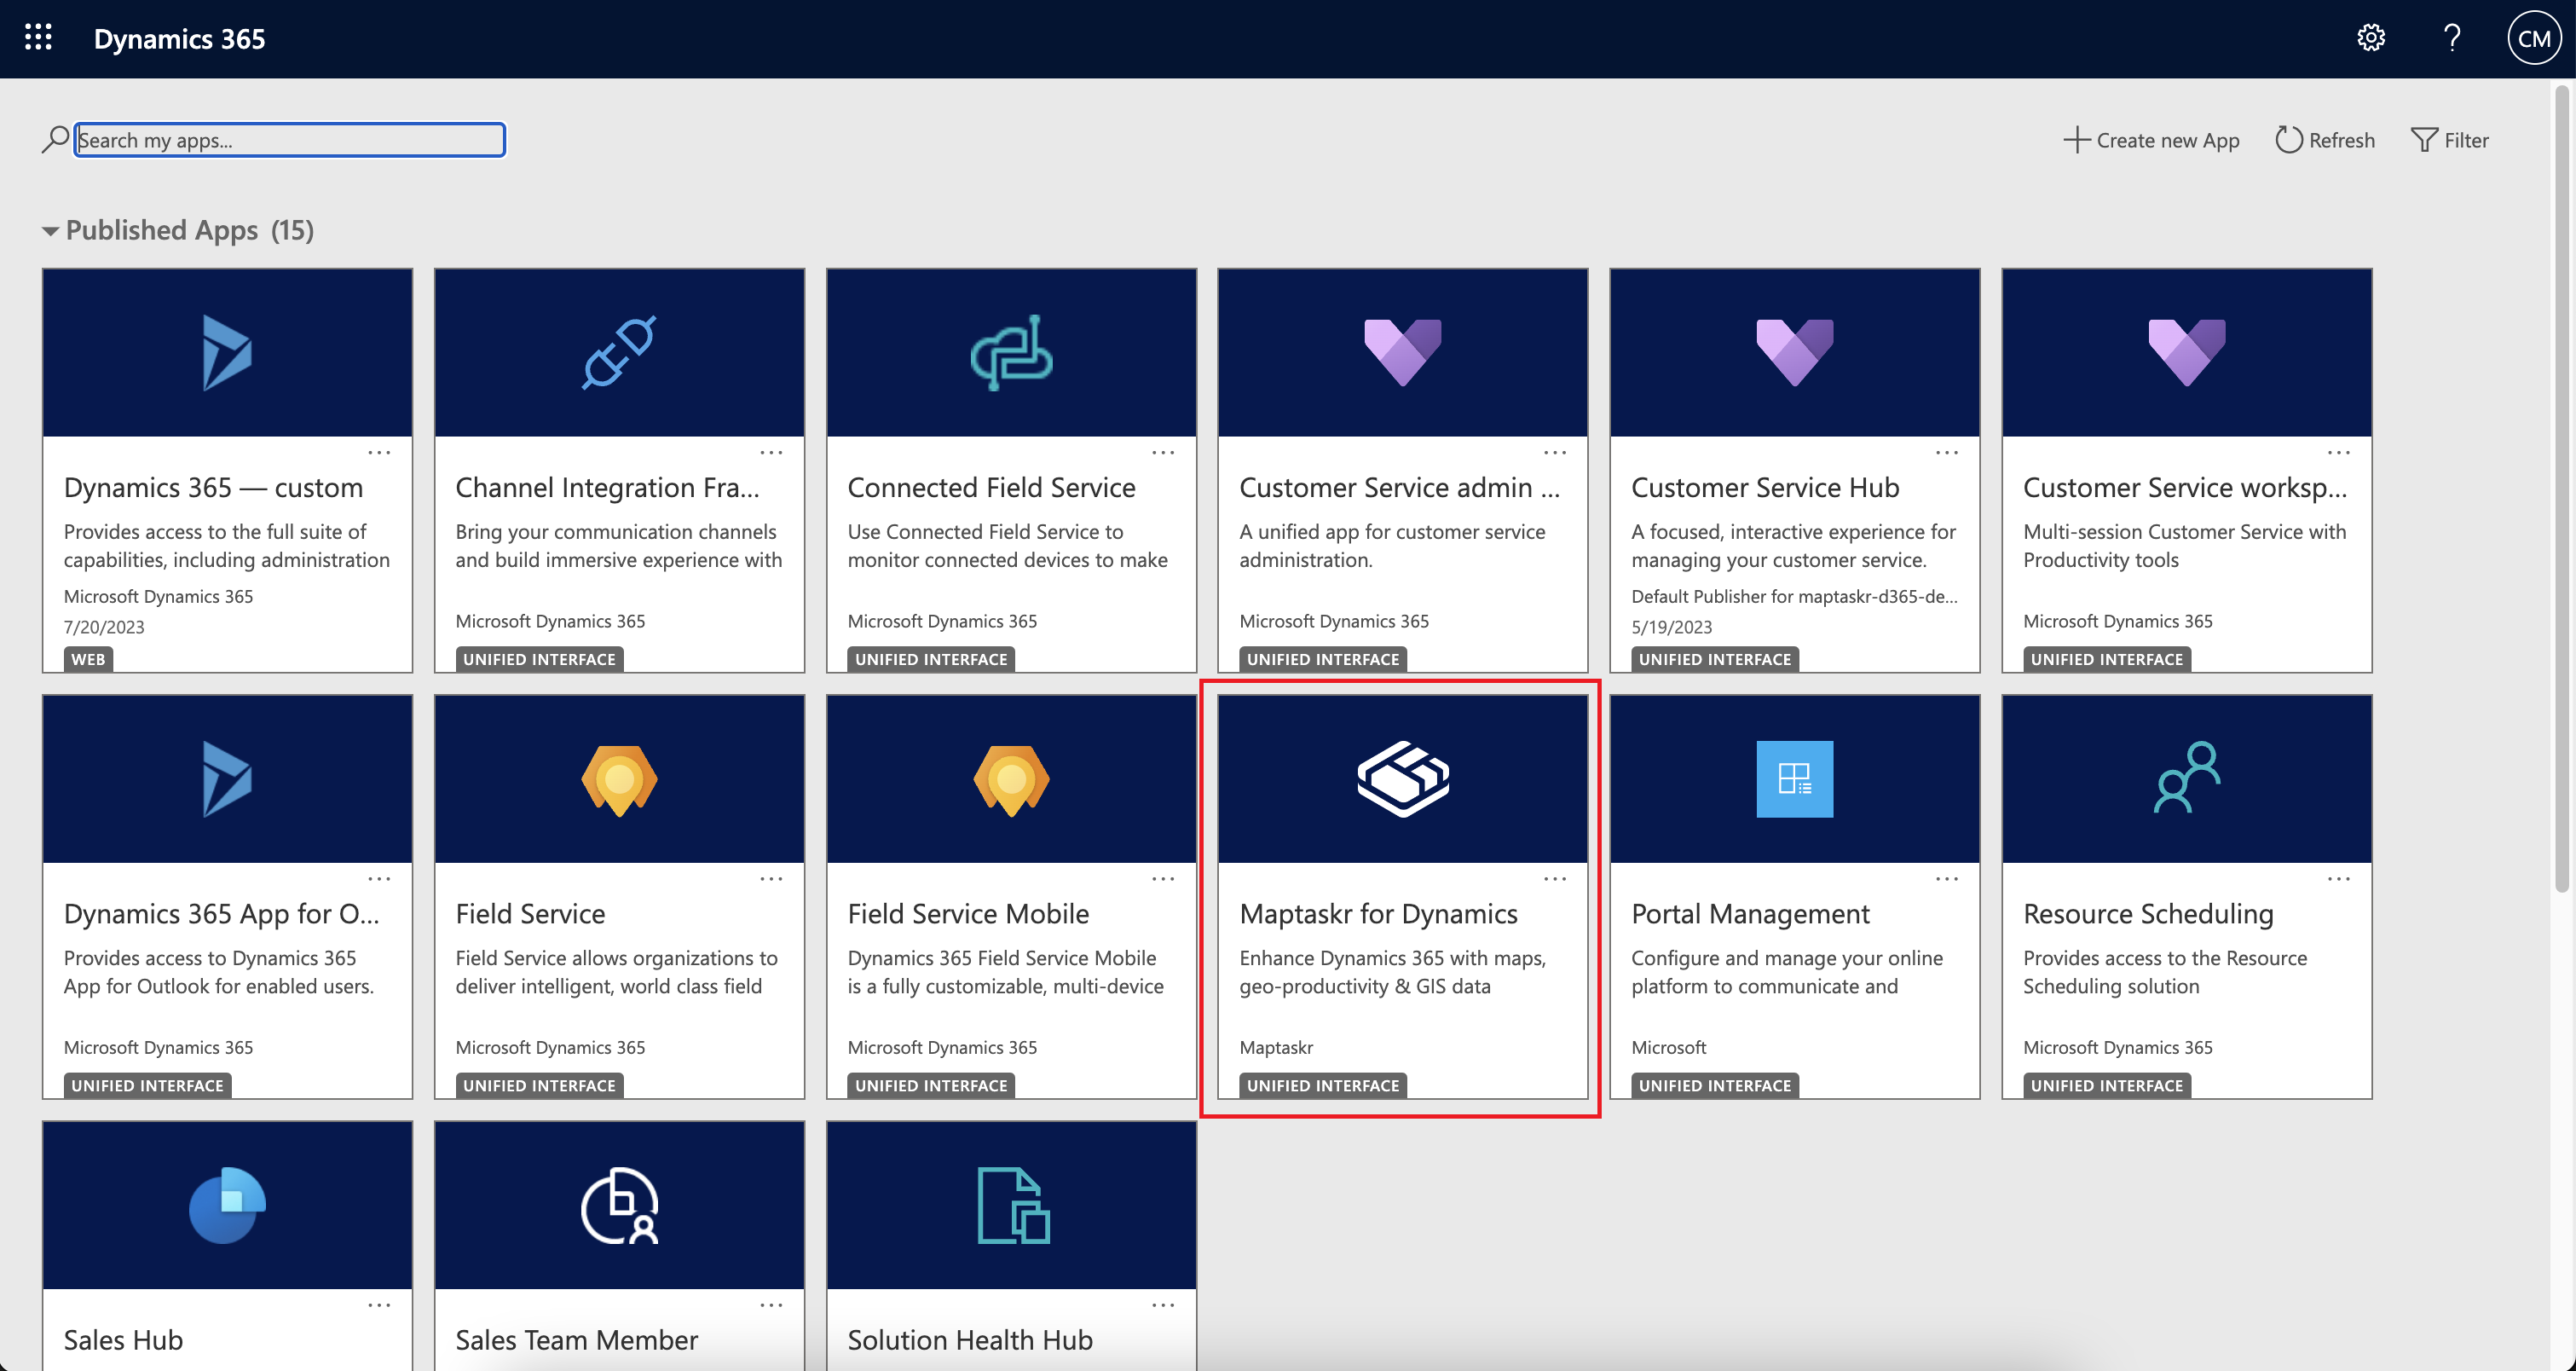 Dynamics 365
CM
Search my apps...
Create new App
Refresh
Filter
Published Apps (15)
Dynamics 365 — custom
Provides access to the full suite of
capabilities, including administration
Microsoft Dynamics 365
7/20/2023
WEB
Channel Integration Fra...
Bring your communication channels
and build immersive experience with
Microsoft Dynamics 365
UNIFIED INTERFACE
Connected Field Service
Use Connected Field Service to
monitor connected devices to make
Microsoft Dynamics 365
UNIFIED INTERFACE
Customer Service admin ...
A unified app for customer service
administration.
Microsoft Dynamics 365
UNIFIED INTERFACE
Customer Service Hub
A focused, interactive experience for
managing your customer service.
Default Publisher for maptaskr-d365-de...
5/19/2023
UNIFIED INTERFACE
Customer Service worksp...
Multi-session Customer Service with
Productivity tools
Microsoft Dynamics 365
UNIFIED INTERFACE
Dynamics 365 App for O...
Provides access to Dynamics 365
App for Outlook for enabled users.
Microsoft Dynamics 365
UNIFIED INTERFACE
Field Service
Field Service allows organizations to
deliver intelligent, world class field
Microsoft Dynamics 365
UNIFIED INTERFACE
Field Service Mobile
Dynamics 365 Field Service Mobile
is a fully customizable, multi-device
Microsoft Dynamics 365
UNIFIED INTERFACE
Maptaskr for Dynamics
Enhance Dynamics 365 with maps,
geo-productivity & GIS data
Maptaskr
UNIFIED INTERFACE
Portal Management
Configure and manage your online
platform to communicate and
Microsoft
UNIFIED INTERFACE
Resource Scheduling
Provides access to the Resource
Scheduling solution
Microsoft Dynamics 365
UNIFIED INTERFACE
Sales Hub
Sales Team Member
Solution Health Hub